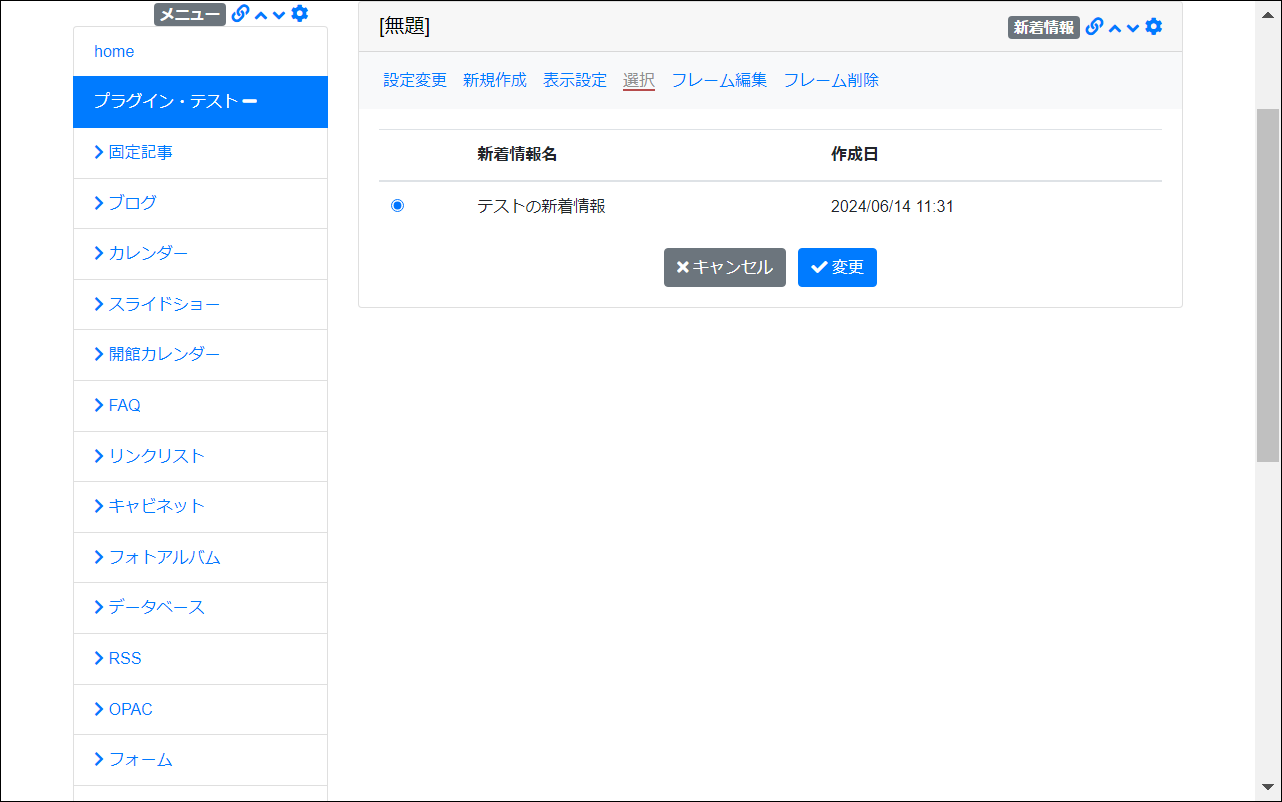 メニュー
home
プラグイン・テスト
固定記事
ブログ
カレンダー
スライドショー
開館カレンダー
FAQ
リンクリスト
キャビネット
フォトアルバム
データベース
RSS
OPAC
フォーム
[無題]
新着情報
設定変更 新規作成 表示設定 選択 フレーム編集 フレーム削除
新着情報名 作成日
テストの新着情報 2024/06/14 11:31
キャンセル 変更